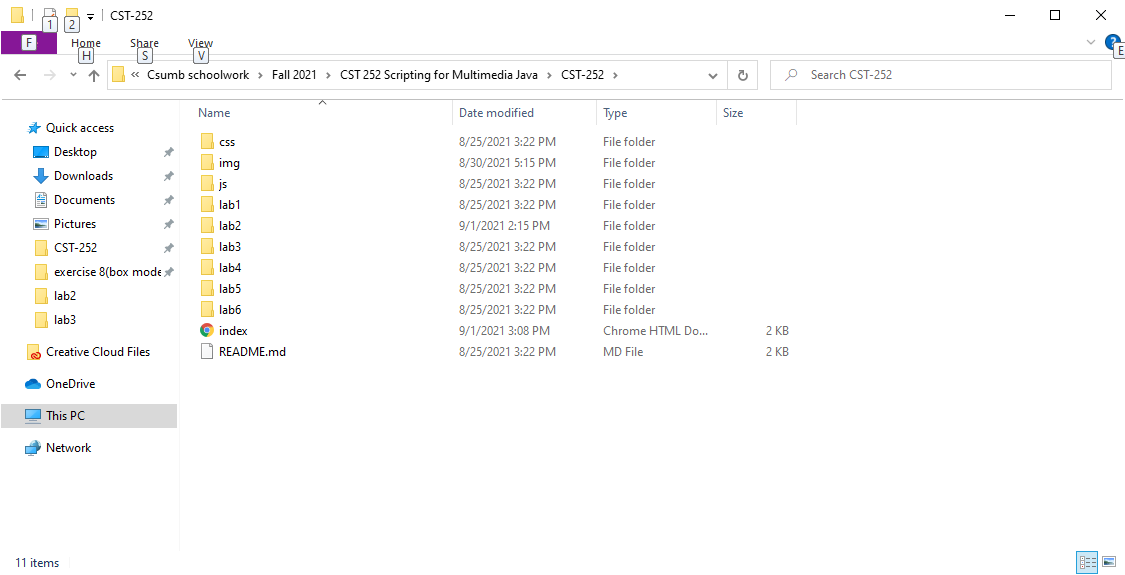 CST-252
1 2
F Home Share View
H S V E
« Csumb schoolwork › Fall 2021 › CST 252 Scripting for Multimedia Java › CST-252 › Search CST-252
Name Date modified Type Size
Quick access
Desktop
Downloads
Documents
Pictures
CST-252
exercise 8(box mode
lab2
lab3
Creative Cloud Files
OneDrive
This PC
Network
css 8/25/2021 3:22 PM File folder
img 8/30/2021 5:15 PM File folder
js 8/25/2021 3:22 PM File folder
lab1 8/25/2021 3:22 PM File folder
lab2 9/1/2021 2:15 PM File folder
lab3 8/25/2021 3:22 PM File folder
lab4 8/25/2021 3:22 PM File folder
lab5 8/25/2021 3:22 PM File folder
lab6 8/25/2021 3:22 PM File folder
index 9/1/2021 3:08 PM Chrome HTML Do... 2 KB
README.md 8/25/2021 3:22 PM MD File 2 KB
11 items